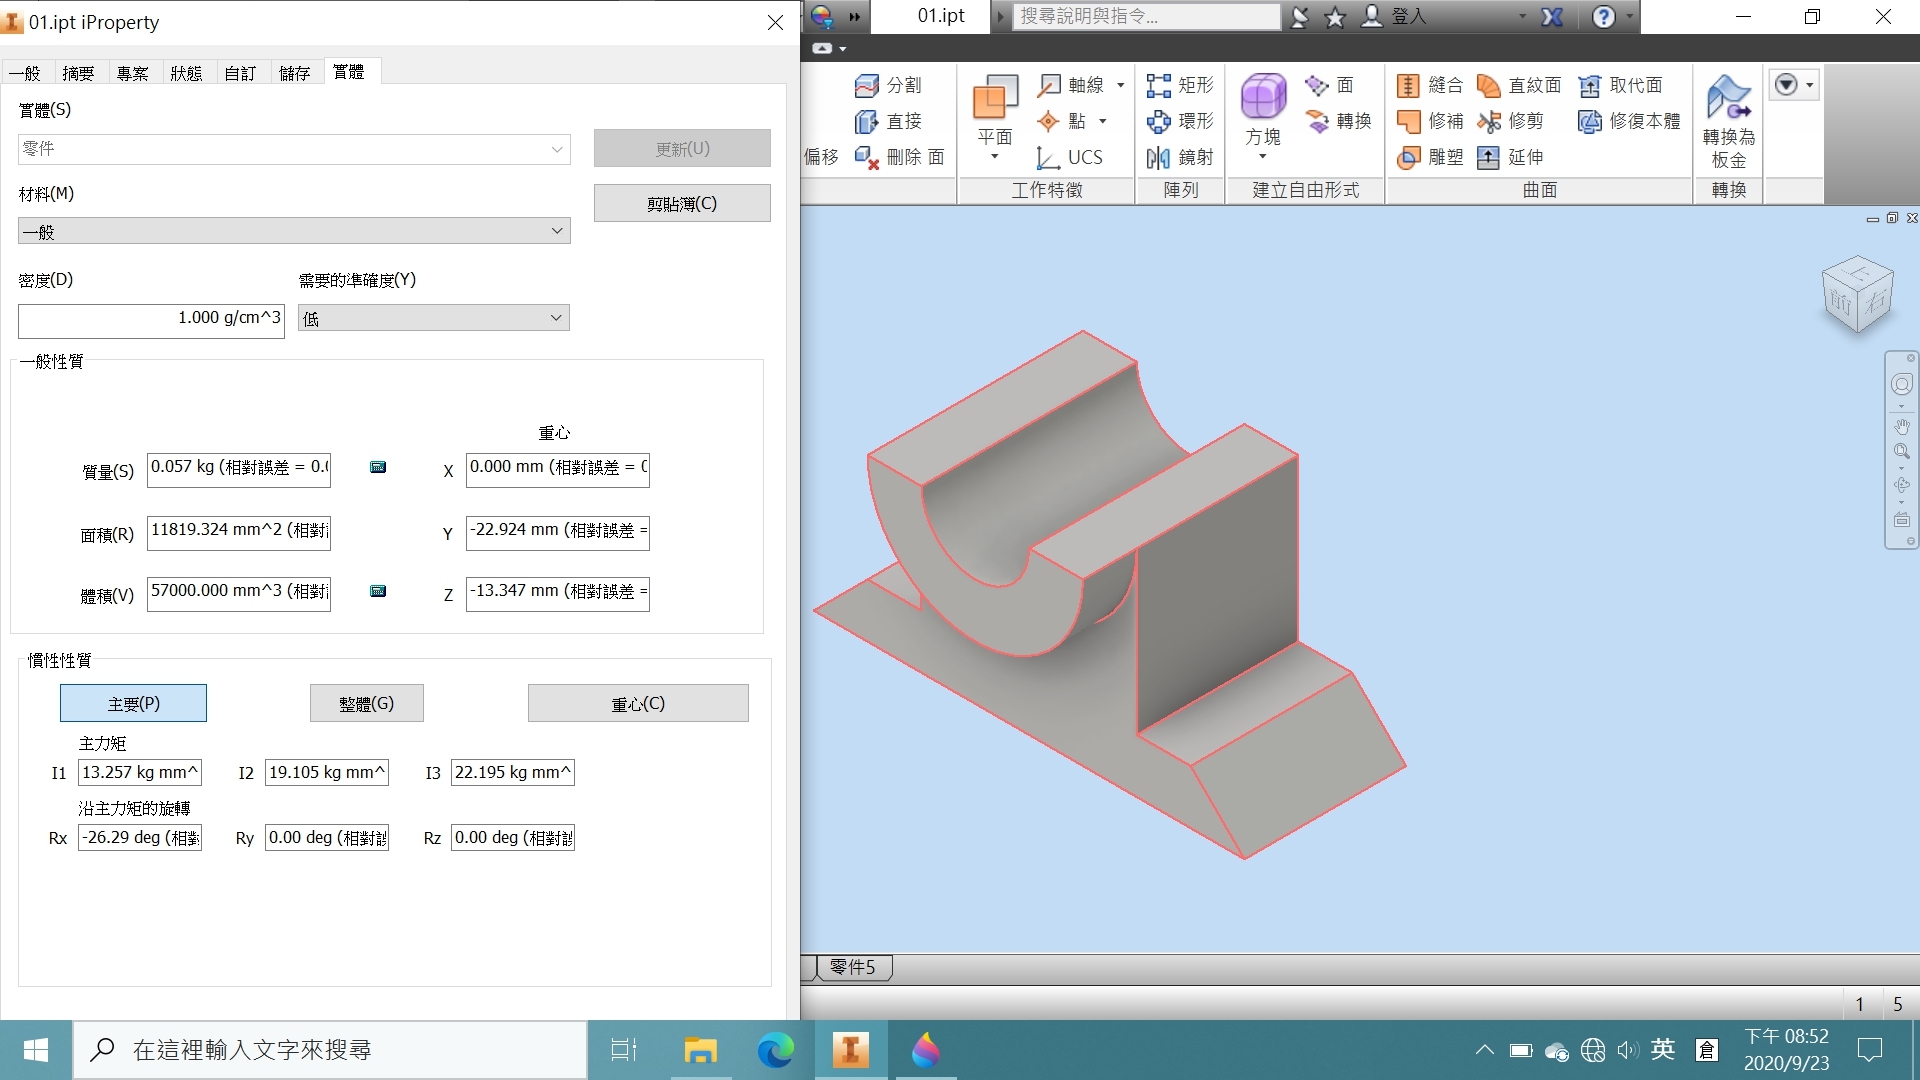 01.ipt iProperty
一般 摘要 專案 狀態 自訂 儲存 實體
實體(S)
零件
更新(U)
材料(M)
剪貼簿(C)
一般
密度(D) 需要的準確度(Y)
1.000 g/cm^3 低
一般性質
重心
質量(S) 0.057 kg (相對誤差 = 0.0 X 0.000 mm (相對誤差 = 0
面積(R) 11819.324 mm^2 (相對 Y -22.924 mm (相對誤差 =
體積(V) 57000.000 mm^3 (相對 Z -13.347 mm (相對誤差 =
慣性性質
主要(P) 整體(G) 重心(C)
主力矩
I1 13.257 kg mm^ I2 19.105 kg mm^ I3 22.195 kg mm^
沿主力矩的旋轉
Rx -26.29 deg (相對 Ry 0.00 deg (相對 Rz 0.00 deg (相對
01.ipt 搜尋說明與指令... 登入
分割 軸線 矩形 面 縫合 直紋面 取代面
直接 點 環形 轉換 修補 修剪 修復本體
平面 方塊 轉換為
偏移 刪除 面 UCS 鏡射 雕塑 延伸 板金
工作特徵 陣列 建立自由形式 曲面 轉換
上
前 右
零件5
1 5
在這裡輸入文字來搜尋
英 倉
下午 08:52
2020/9/23